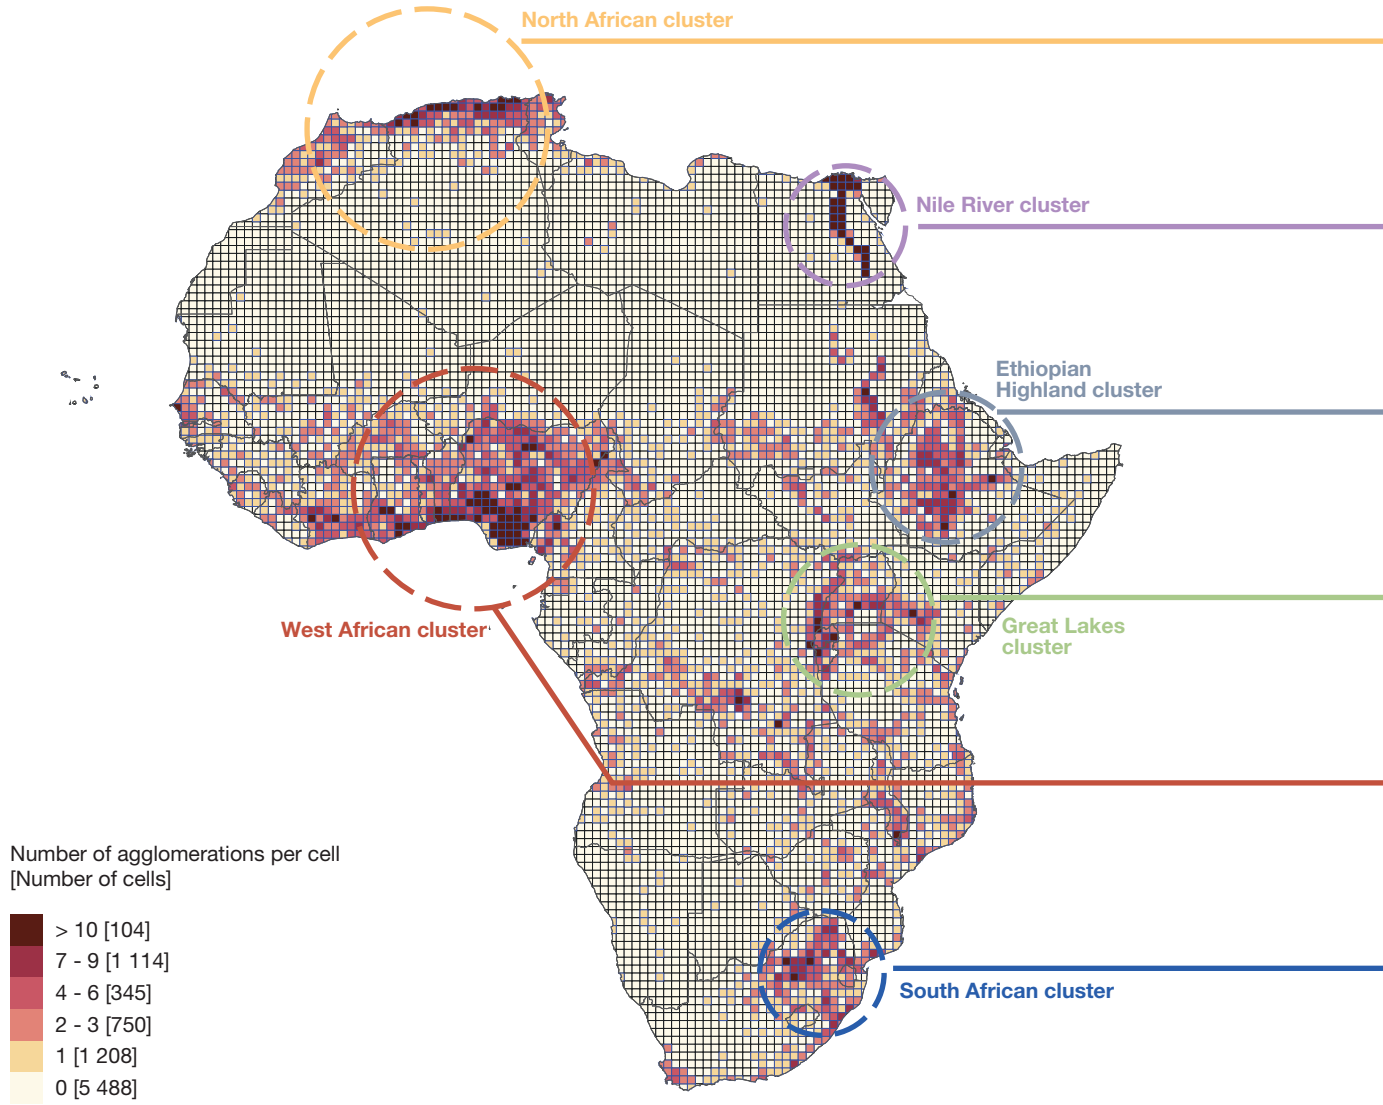 North African cluster
Nile River cluster
Ethiopian
Highland cluster
West African cluster
Great Lakes
cluster
Number of agglomerations per cell
[Number of cells]
> 10 [104]
7 - 9 [1 114]
4 - 6 [345]
2 - 3 [750]
1 [1 208]
0 [5 488]
South African cluster